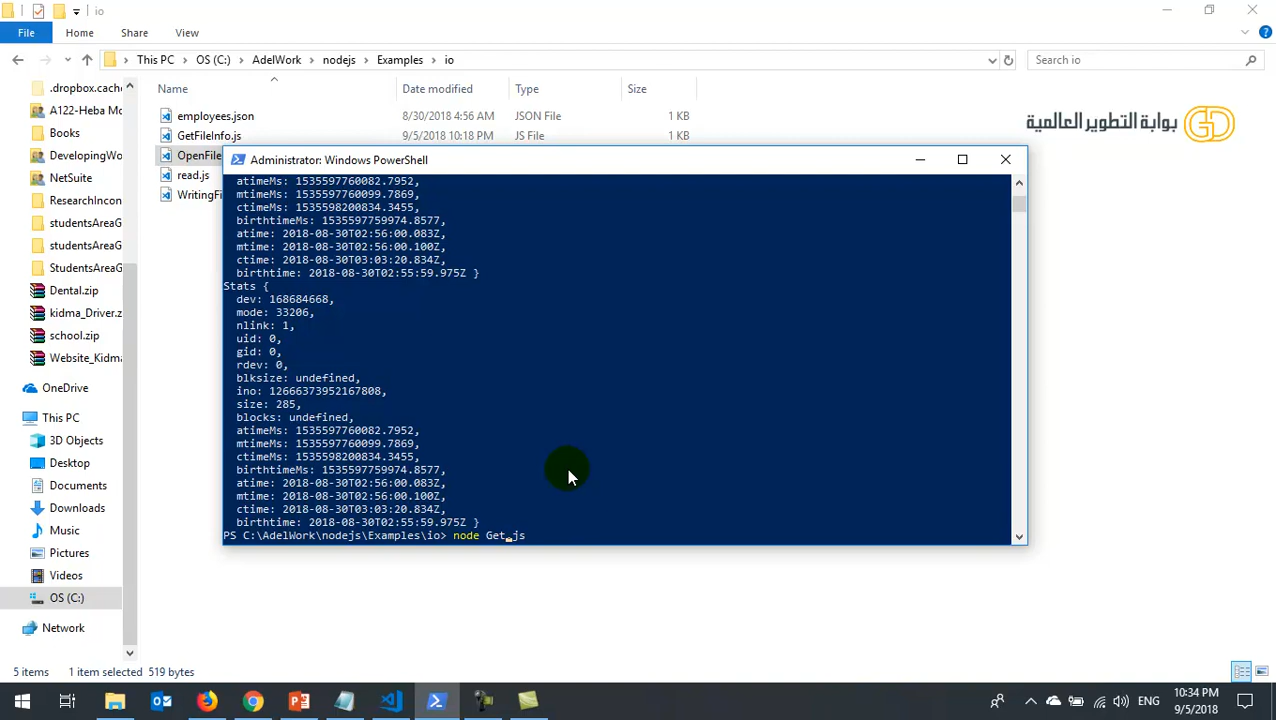 io
File
Home
Share
View
This PC
OS (C:)
AdelWork
nodejs
Examples
io
Search io
Name
Date modified
Type
Size
.dropbox.cache
A122-Heba Mo
Books
DevelopingWo
NetSuite
ResearchIncon
studentsAreaG
studentsAreaG
StudentsAreaG
Dental.zip
kidma_Driver.z
school.zip
Website_Kidma
OneDrive
This PC
3D Objects
Desktop
Documents
Downloads
Music
Pictures
Videos
OS (C:)
Network
employees.json 8/30/2018 4:56 AM JSON File 1 KB
GetFileInfo.js 9/5/2018 10:18 PM JS File 1 KB
OpenFile
read.js
WritingFi
بوابة التطوير العالمية
GD
Administrator: Windows PowerShell
atimeMs: 1535597760082.7952,
mtimeMs: 1535597760099.7869,
ctimeMs: 1535598200834.3455,
birthtimeMs: 1535597759974.8577,
atime: 2018-08-30T02:56:00.083Z,
mtime: 2018-08-30T02:56:00.100Z,
ctime: 2018-08-30T03:03:20.834Z,
birthtime: 2018-08-30T02:55:59.975Z }
Stats {
dev: 168684668,
mode: 33206,
nlink: 1,
uid: 0,
gid: 0,
rdev: 0,
blksize: undefined,
ino: 12666373952167808,
size: 285,
blocks: undefined,
atimeMs: 1535597760082.7952,
mtimeMs: 1535597760099.7869,
ctimeMs: 1535598200834.3455,
birthtimeMs: 1535597759974.8577,
atime: 2018-08-30T02:56:00.083Z,
mtime: 2018-08-30T02:56:00.100Z,
ctime: 2018-08-30T03:03:20.834Z,
birthtime: 2018-08-30T02:55:59.975Z }
PS C:\AdelWork\nodejs\Examples\io> node Get.js
5 items
1 item selected 519 bytes
ENG
10:34 PM
9/5/2018